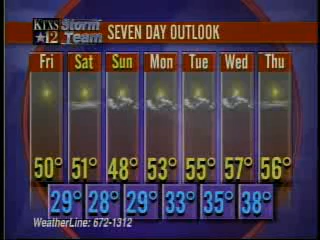 KTXS 12 Storm Team SEVEN DAY OUTLOOK
Fri Sat Sun Mon Tue Wed Thu
50° 51° 48° 53° 55° 57° 56°
29° 28° 29° 33° 35° 38°
WeatherLine: 672-1312